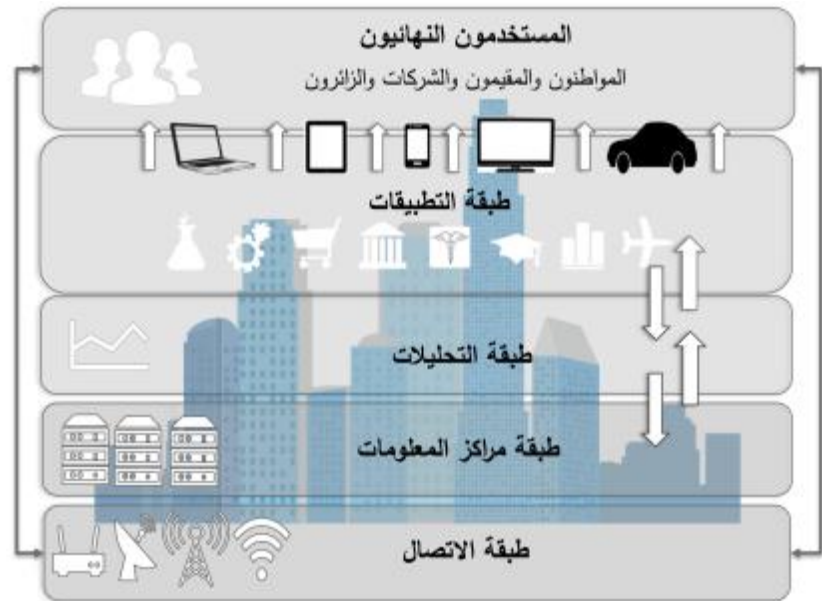 المستخدمون النهائيون
المواطنون والمقيمون والشركات والزائرون
طبقة التطبيقات
طبقة التحليلات
طبقة مراكز المعلومات
طبقة الاتصال